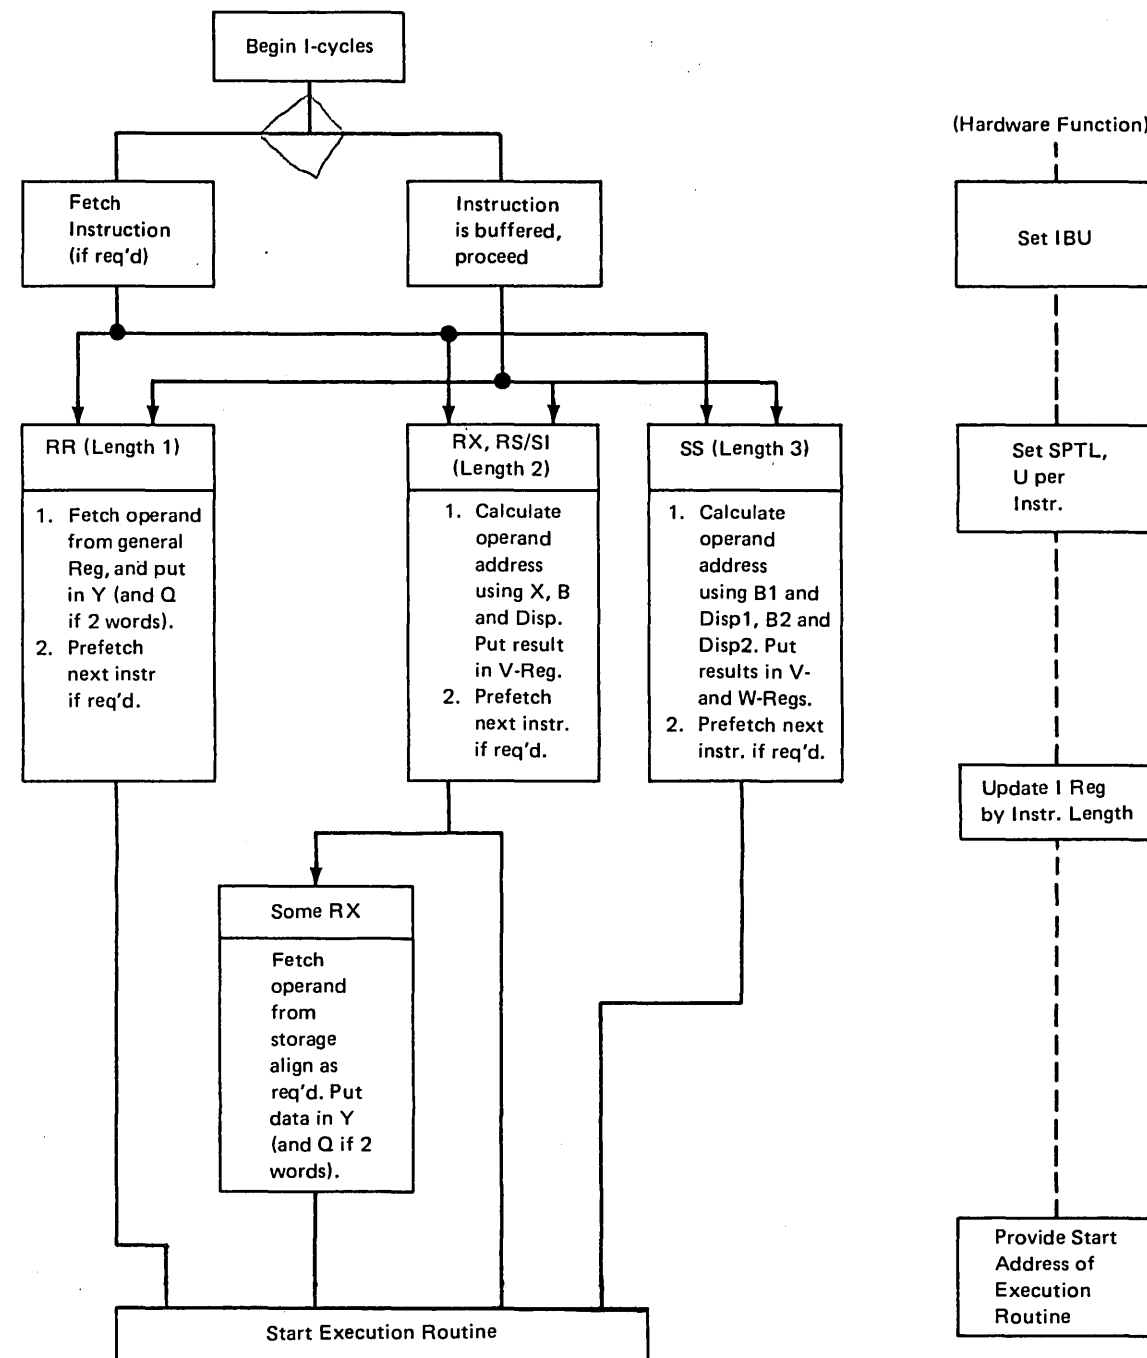 Begin I-cycles
(Hardware Function)
Fetch
Instruction
(if req'd)
Instruction
is buffered,
proceed
Set IBU
RR (Length 1)
1. Fetch operand
from general
Reg, and put
in Y (and Q
if 2 words).
2. Prefetch
next instr
if req'd.
RX, RS/SI
(Length 2)
1. Calculate
operand
address
using X, B
and Disp.
Put result
in V-Reg.
2. Prefetch
next instr.
if req'd.
SS (Length 3)
1. Calculate
operand
address
using B1 and
Disp1, B2 and
Disp2. Put
results in V-
and W-Regs.
2. Prefetch next
instr. if req'd.
Set SPTL,
U per
Instr.
Update I Reg
by Instr. Length
Some RX
Fetch
operand
from
storage
align as
req'd. Put
data in Y
(and Q if 2
words).
Provide Start
Address of
Execution
Routine
Start Execution Routine